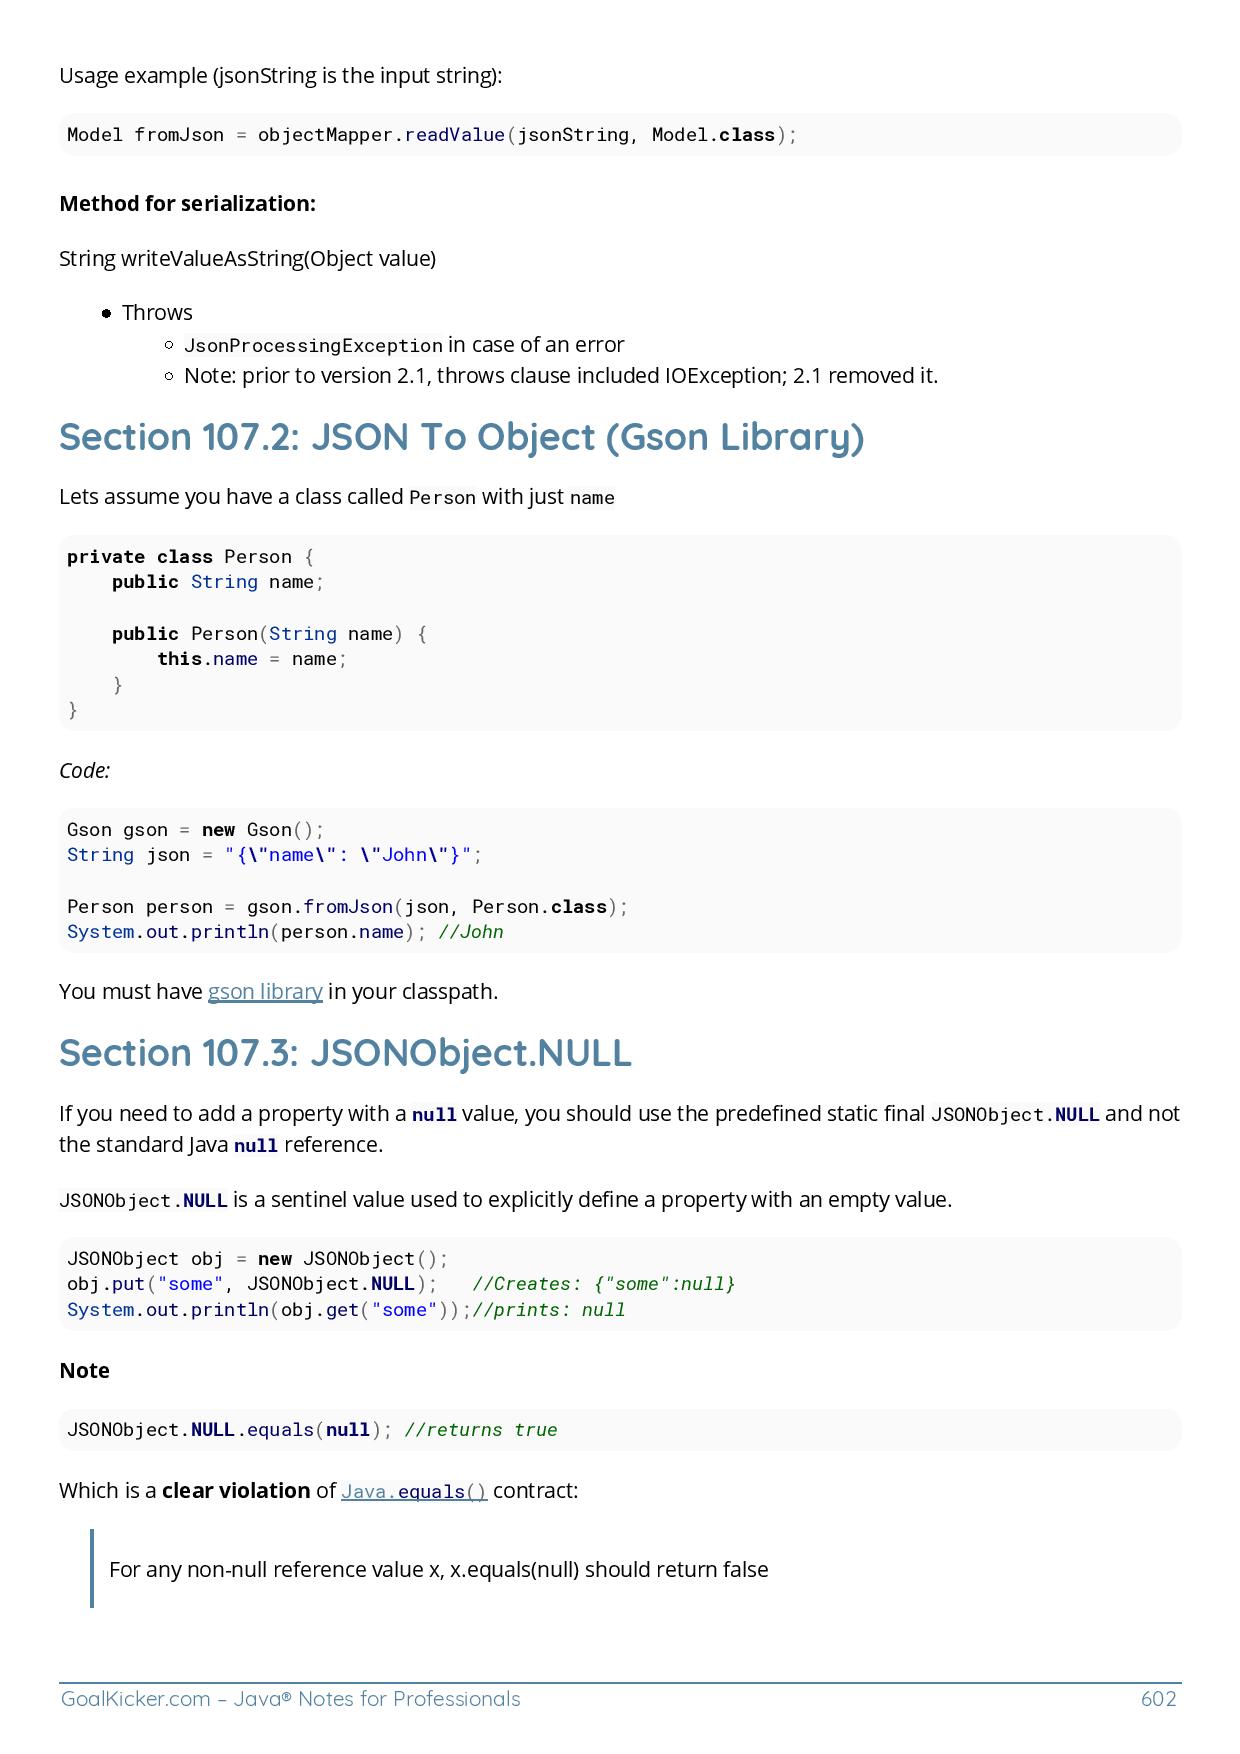 Usage example (jsonString is the input string):
Model fromJson = objectMapper.readValue(jsonString, Model.class);
Method for serialization:
String writeValueAsString(Object value)
Throws
JsonProcessingException in case of an error
Note: prior to version 2.1, throws clause included IOException; 2.1 removed it.
Section 107.2: JSON To Object (Gson Library)
Lets assume you have a class called Person with just name
private class Person {
    public String name;
    public Person(String name) {
        this.name = name;
    }
}
Code:
Gson gson = new Gson();
String json = "{\"name\": \"John\"}";
Person person = gson.fromJson(json, Person.class);
System.out.println(person.name); //John
You must have gson library in your classpath.
Section 107.3: JSONObject.NULL
If you need to add a property with a null value, you should use the predefined static final JSONObject.NULL and not
the standard Java null reference.
JSONObject.NULL is a sentinel value used to explicitly define a property with an empty value.
JSONObject obj = new JSONObject();
obj.put("some", JSONObject.NULL);   //Creates: {"some":null}
System.out.println(obj.get("some"));//prints: null
Note
JSONObject.NULL.equals(null); //returns true
Which is a clear violation of Java.equals() contract:
For any non-null reference value x, x.equals(null) should return false
GoalKicker.com – Java® Notes for Professionals 602